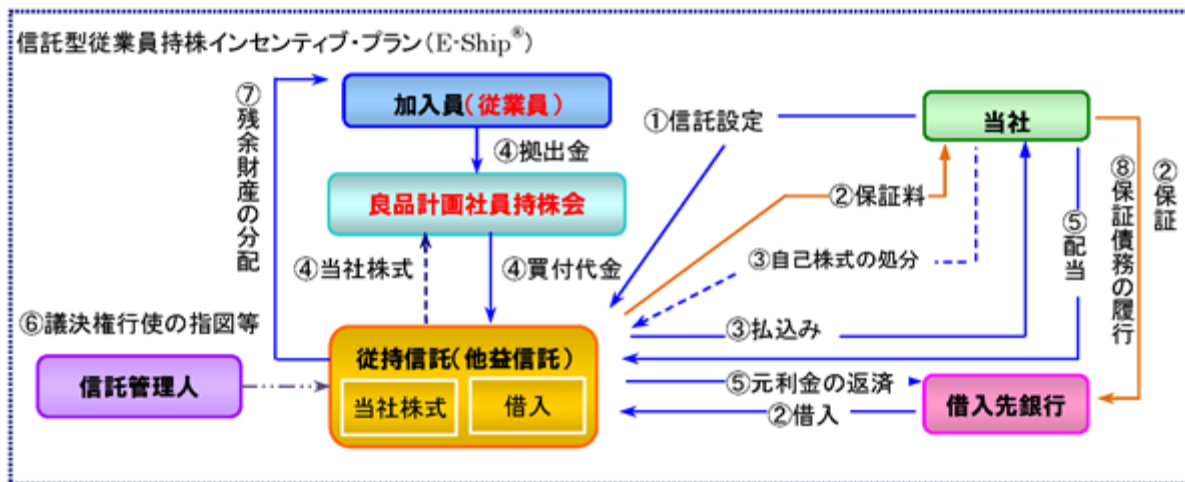 信託型従業員持株インセンティブ・プラン(E-Ship®)
加入員(従業員)
当社
①信託設定
④拠出金
⑦残余財産の分配
良品計画社員持株会
②保証料
②保証
⑧保証債務の履行
⑤配当
④当社株式
④買付代金
③自己株式の処分
⑥議決権行使の指図等
③払込み
従持信託(他益信託)
信託管理人
当社株式
借入
⑤元利金の返済
②借入
借入先銀行